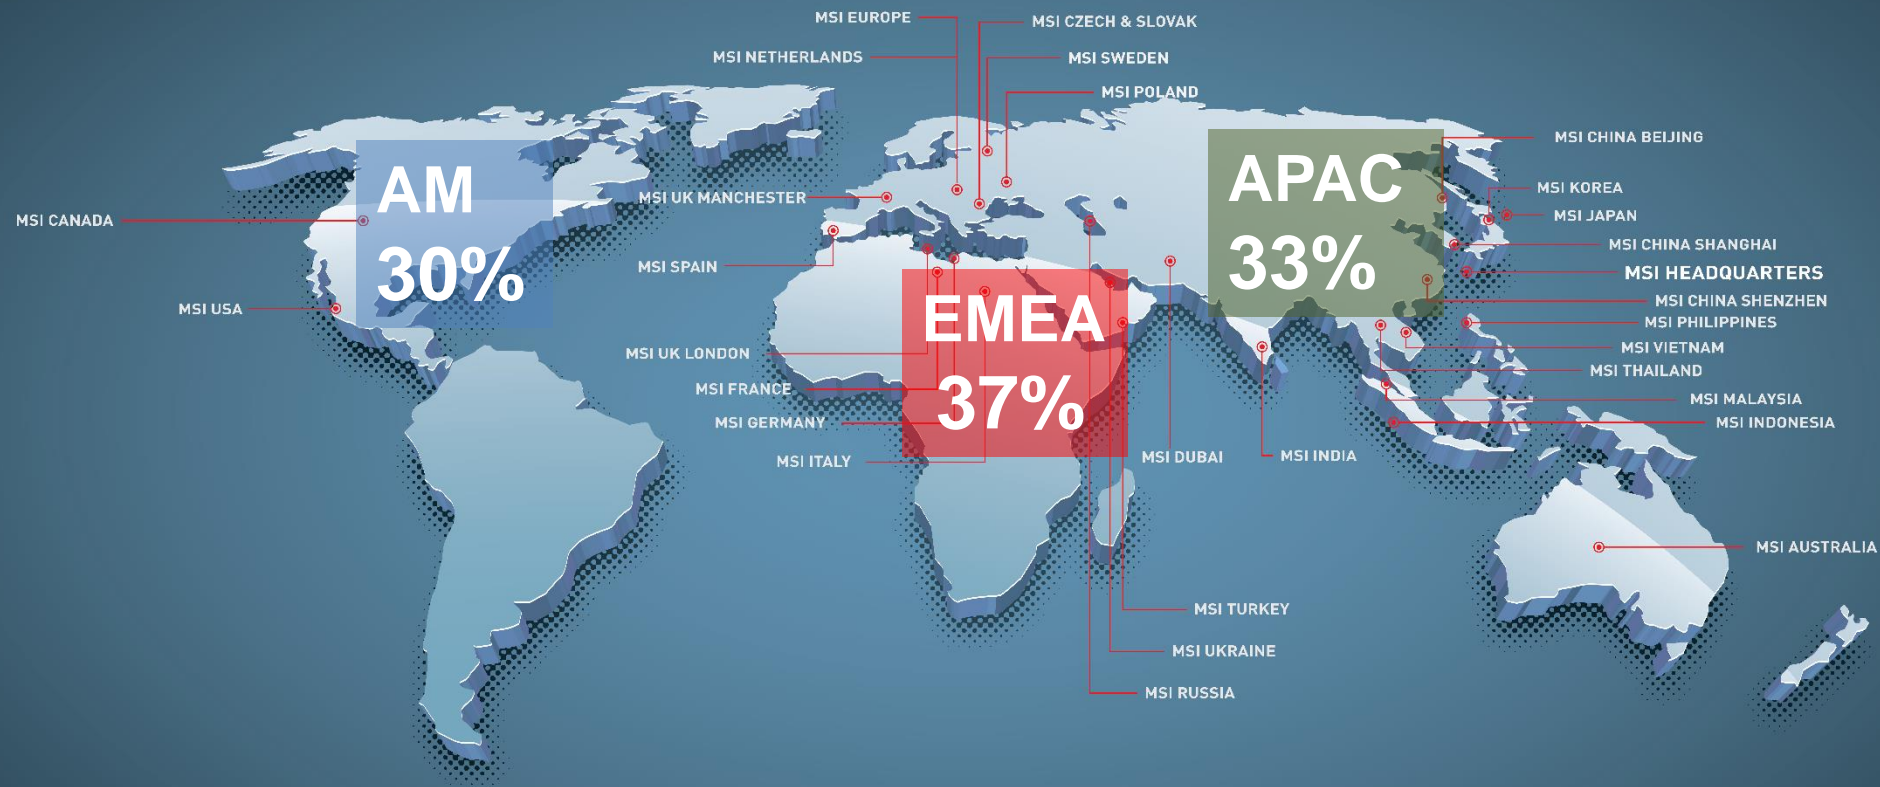 MSI EUROPE
MSI CZECH & SLOVAK
MSI NETHERLANDS
MSI SWEDEN
MSI POLAND
MSI CHINA BEIJING
AM
30%
APAC
33%
MSI UK MANCHESTER
MSI KOREA
MSI CANADA
MSI JAPAN
MSI CHINA SHANGHAI
MSI SPAIN
MSI HEADQUARTERS
EMEA
37%
MSI CHINA SHENZHEN
MSI USA
MSI PHILIPPINES
MSI UK LONDON
MSI VIETNAM
MSI THAILAND
MSI FRANCE
MSI MALAYSIA
MSI GERMANY
MSI INDONESIA
MSI ITALY
MSI DUBAI
MSI INDIA
MSI AUSTRALIA
MSI TURKEY
MSI UKRAINE
MSI RUSSIA